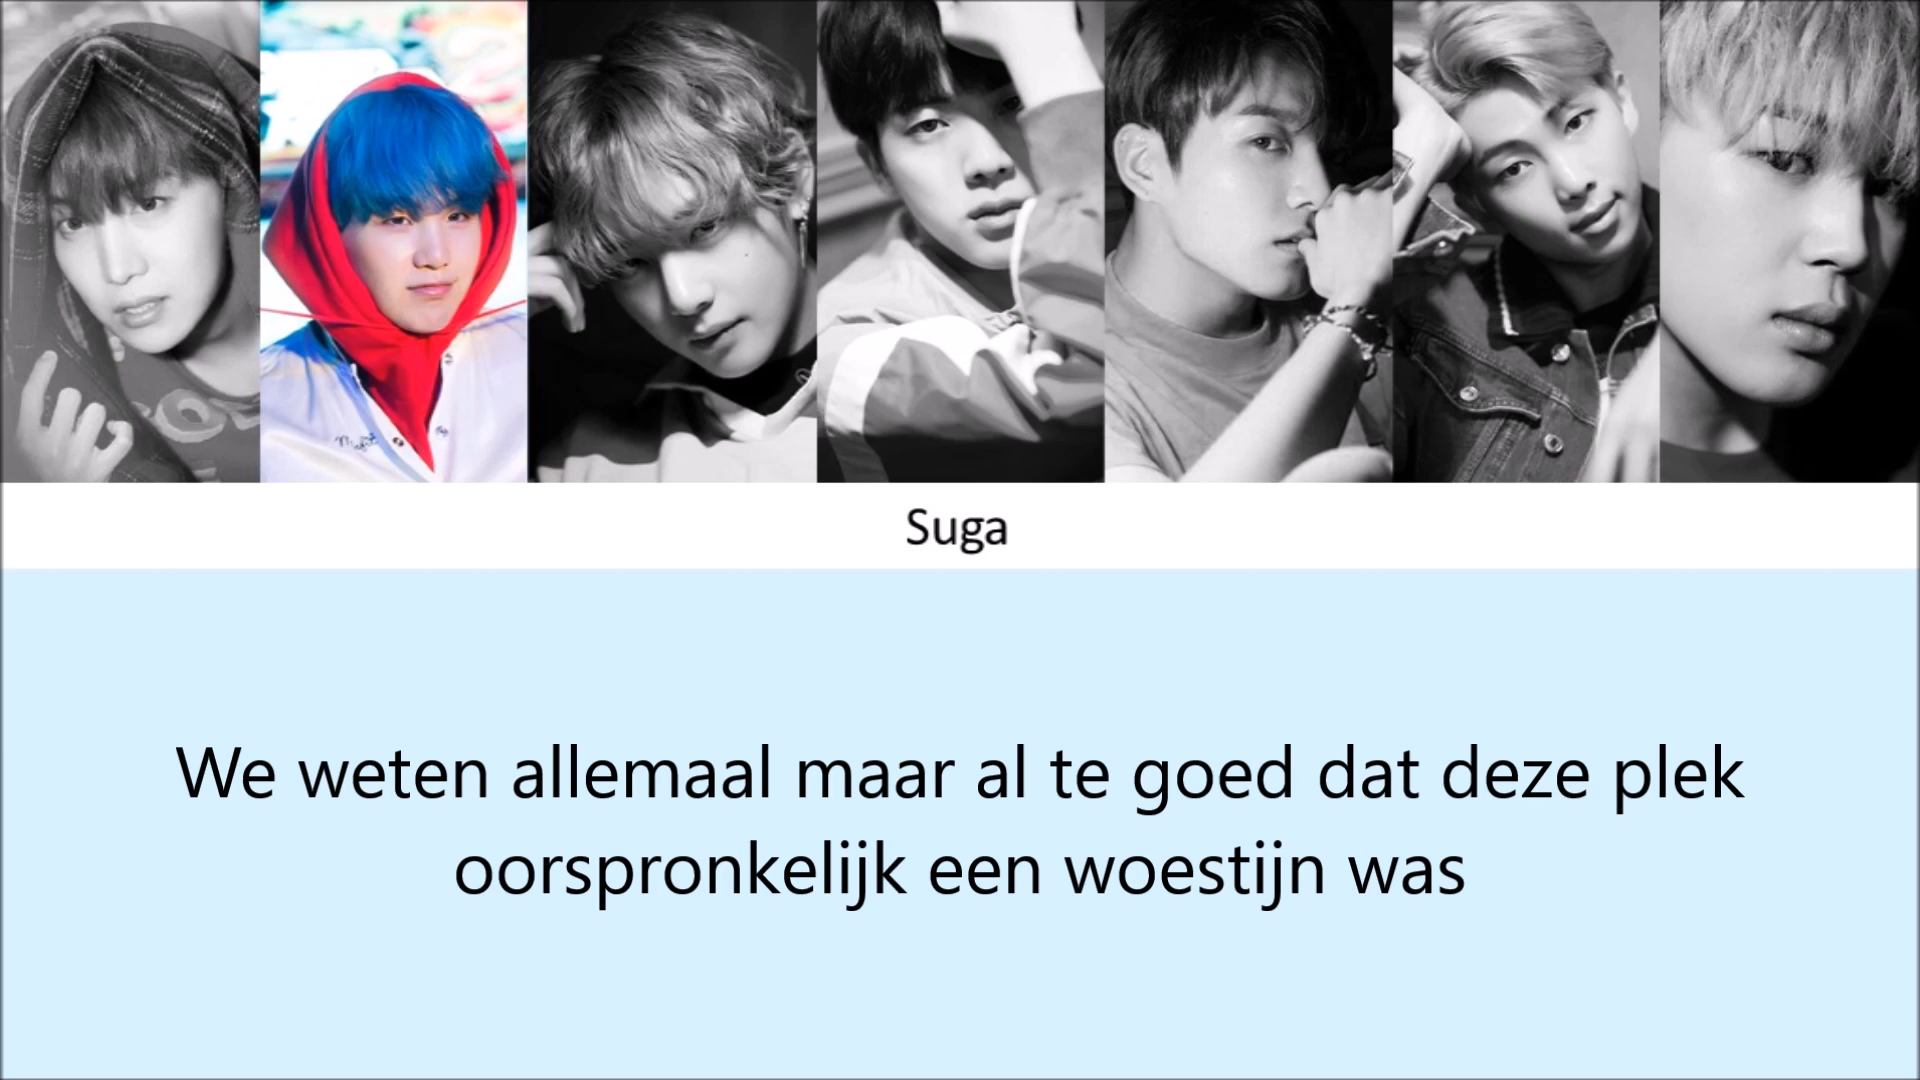 Suga
We weten allemaal maar al te goed dat deze plek
oorspronkelijk een woestijn was